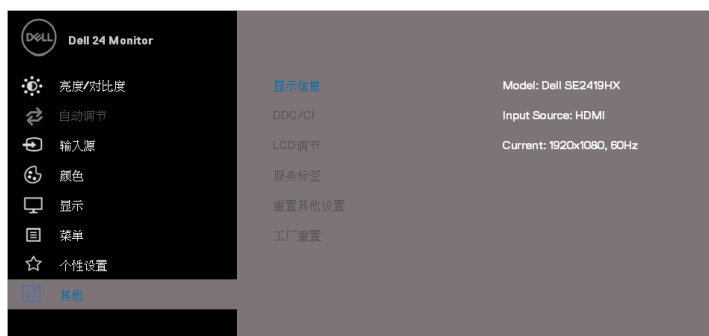 DELL
Dell 24 Monitor
亮度/对比度
自动调节
输入源
颜色
显示
菜单
个性设置
其他
显示信息
DDC/CI
LCD调节
服务标签
重置其他设置
工厂重置
Model: Dell SE2419HX
Input Source: HDMI
Current: 1920x1080, 60Hz